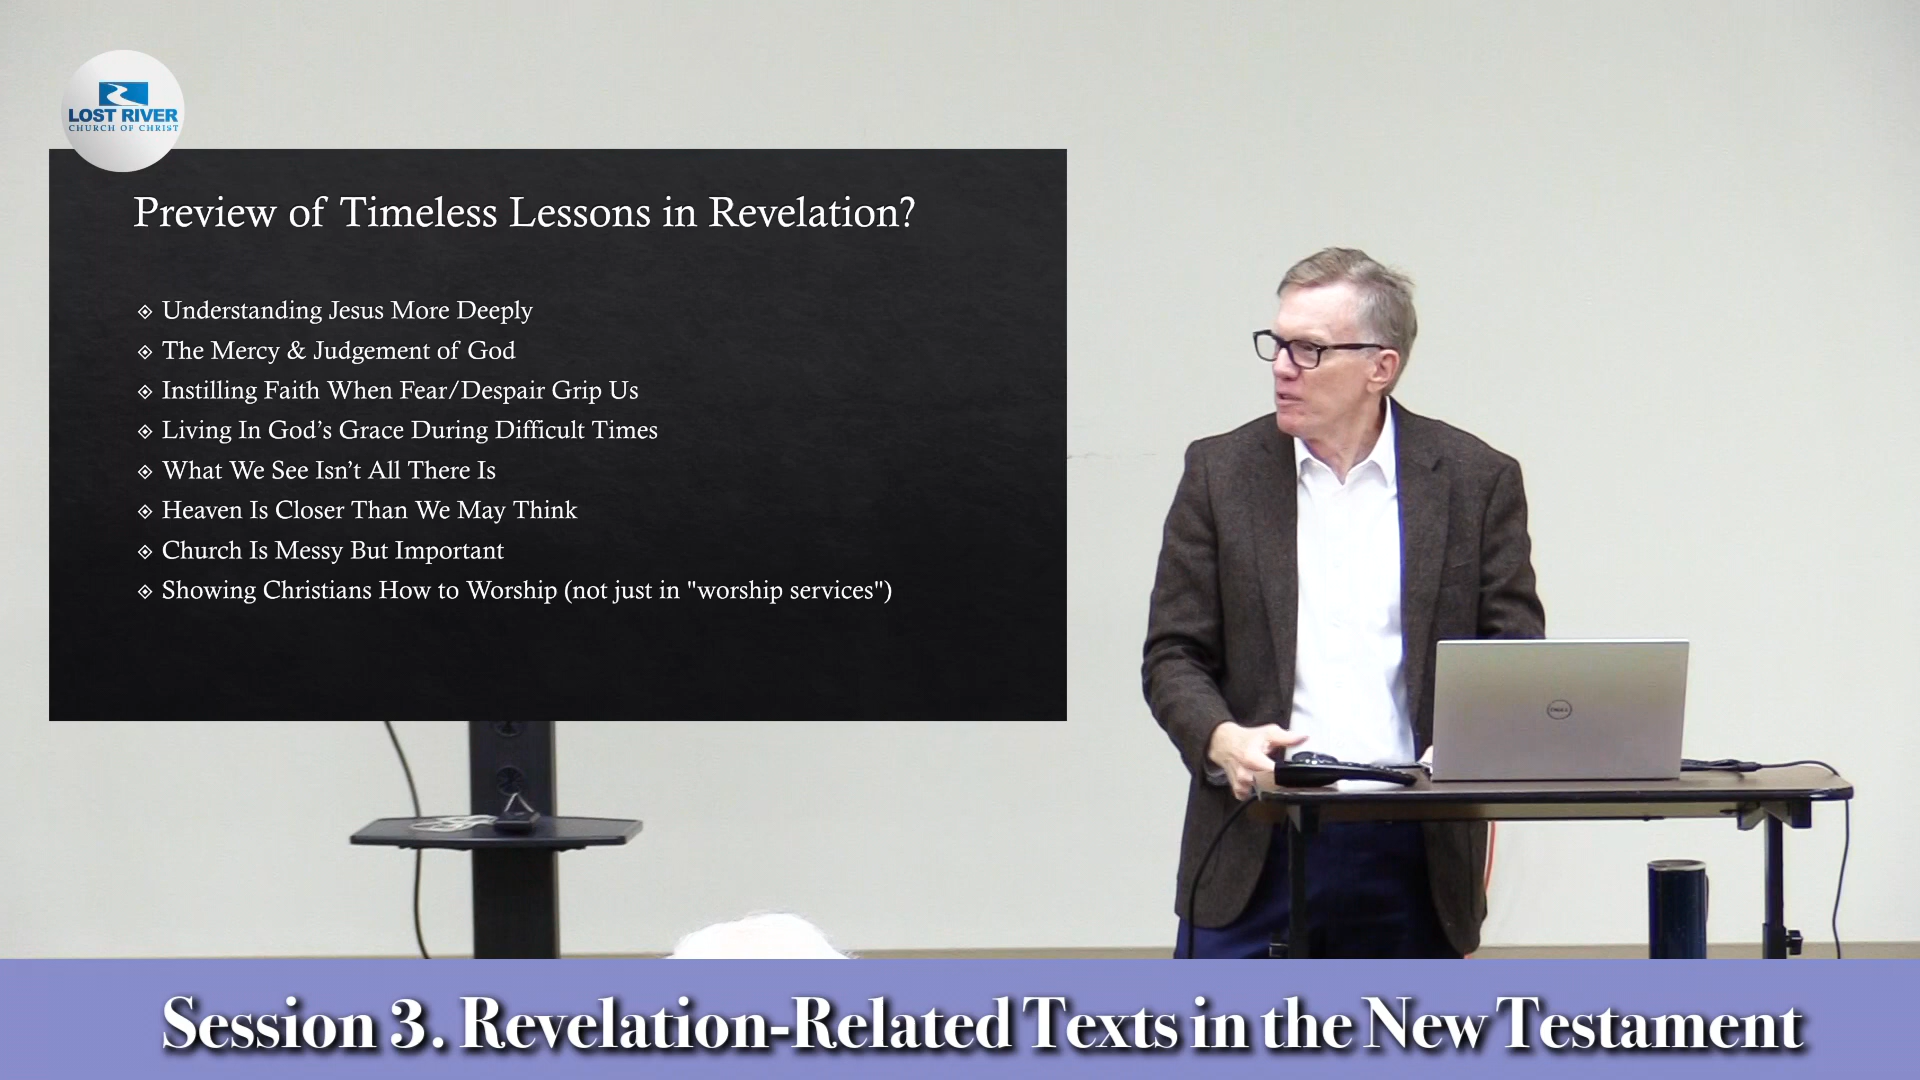 LOST RIVER
CHURCH OF CHRIST
Preview of Timeless Lessons in Revelation?
Understanding Jesus More Deeply
The Mercy & Judgement of God
Instilling Faith When Fear/Despair Grip Us
Living In God’s Grace During Difficult Times
What We See Isn’t All There Is
Heaven Is Closer Than We May Think
Church Is Messy But Important
Showing Christians How to Worship (not just in "worship services")
DELL
Session 3. Revelation-Related Texts in the New Testament